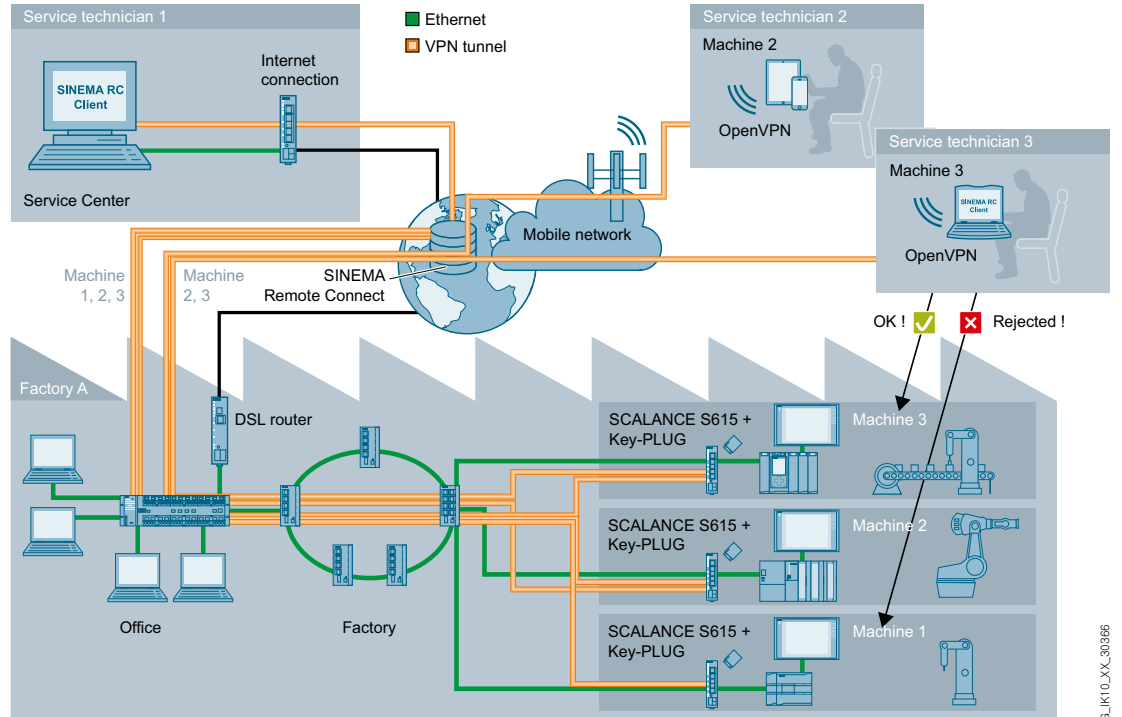 Service technician 1
Ethernet
VPN tunnel
Service technician 2
Machine 2
OpenVPN
Internet
connection
SINEMA RC
Client
Service Center
Service technician 3
Machine 3
SINEMA RC
Client
OpenVPN
Mobile network
Machine
1, 2, 3
Machine
2, 3
SINEMA
Remote Connect
OK !
Rejected !
Factory A
DSL router
SCALANCE S615 +
Key-PLUG
Machine 3
SCALANCE S615 +
Key-PLUG
Machine 2
SCALANCE S615 +
Key-PLUG
Machine 1
Office
Factory
_IK10_XX_30366